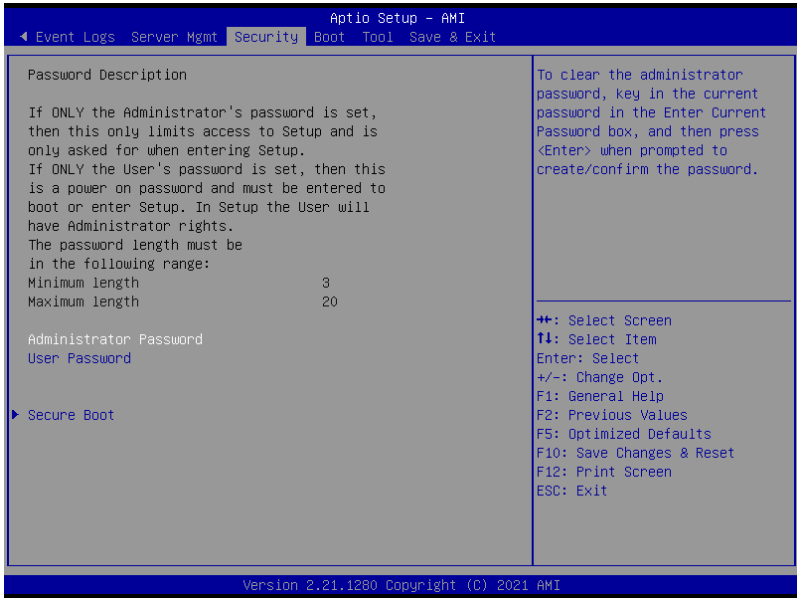 Aptio Setup - AMI
◀ Event Logs Server Mgmt Security Boot Tool Save & Exit
Password Description
If ONLY the Administrator's password is set,
then this only limits access to Setup and is
only asked for when entering Setup.
If ONLY the User's password is set, then this
is a power on password and must be entered to
boot or enter Setup. In Setup the User will
have Administrator rights.
The password length must be
in the following range:
Minimum length 3
Maximum length 20
Administrator Password
User Password
▶ Secure Boot
To clear the administrator
password, key in the current
password in the Enter Current
Password box, and then press
<Enter> when prompted to
create/confirm the password.
→←: Select Screen
↑↓: Select Item
Enter: Select
+/-: Change Opt.
F1: General Help
F2: Previous Values
F5: Optimized Defaults
F10: Save Changes & Reset
F12: Print Screen
ESC: Exit
Version 2.21.1280 Copyright (C) 2021 AMI